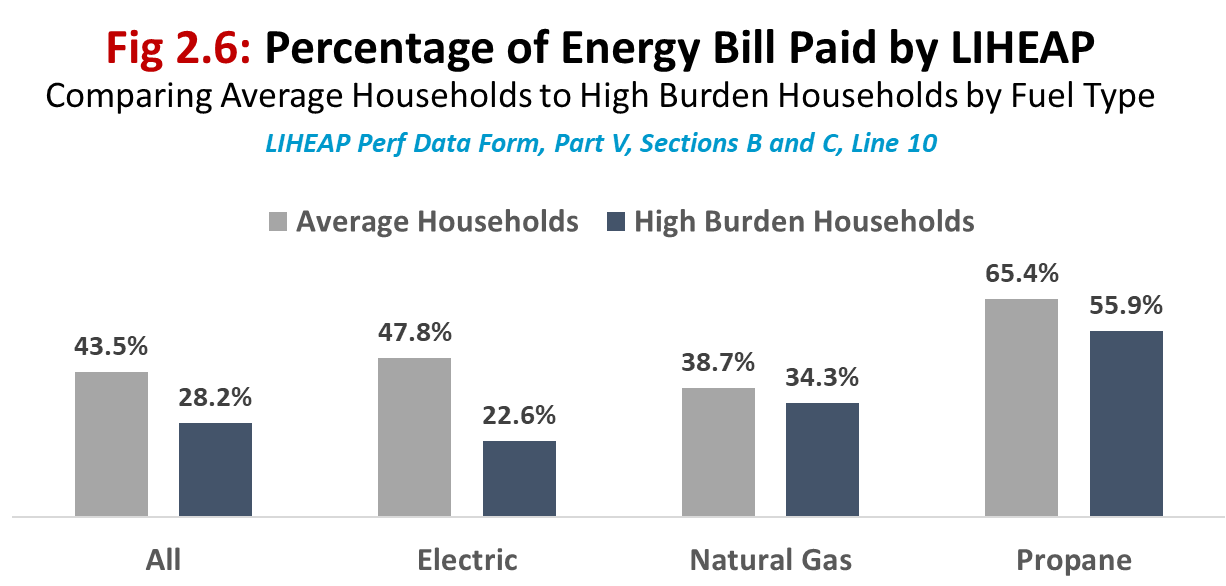 Fig 2.6: Percentage of Energy Bill Paid by LIHEAP
Comparing Average Households to High Burden Households by Fuel Type
LIHEAP Perf Data Form, Part V, Sections B and C, Line 10
Average Households High Burden Households
43.5% 28.2% 47.8% 22.6% 38.7% 34.3% 65.4% 55.9%
All Electric Natural Gas Propane